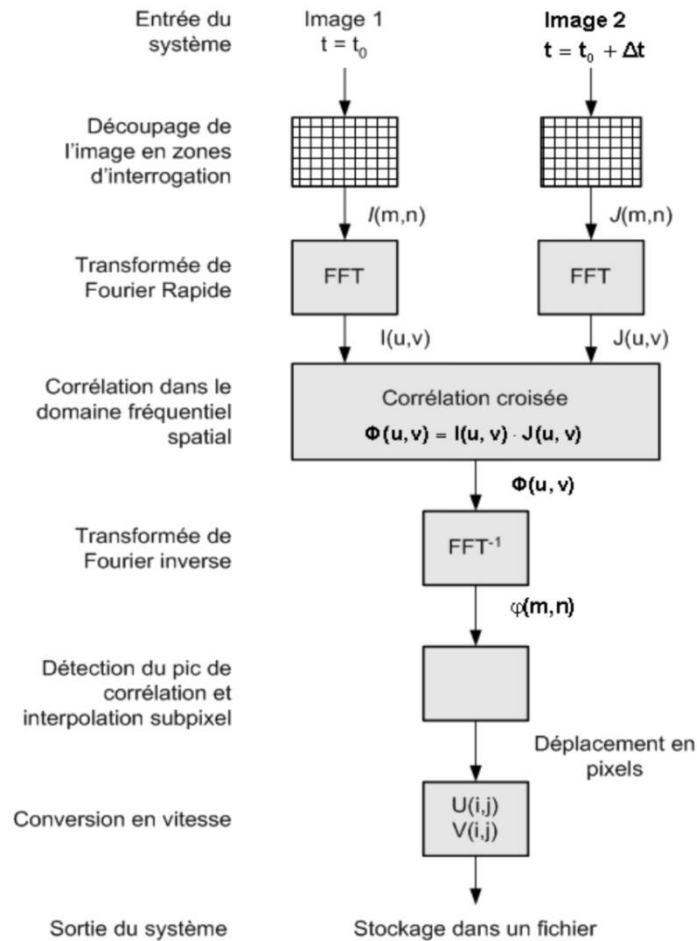 Entrée du
système
Image 1
t = t₀
Image 2
t = t₀ + Δt
Découpage de
l'image en zones
d'interrogation
I(m,n)
J(m,n)
Transformée de
Fourier Rapide
FFT
FFT
I(u,v)
J(u,v)
Corrélation dans le
domaine fréquentiel
spatial
Corrélation croisée
Φ(u, v) = I(u, v) · J(u, v)
Φ(u, v)
Transformée de
Fourier inverse
FFT⁻¹
φ(m,n)
Détection du pic de
corrélation et
interpolation subpixel
Déplacement en
pixels
Conversion en vitesse
U(i,j)
V(i,j)
Sortie du système
Stockage dans un fichier